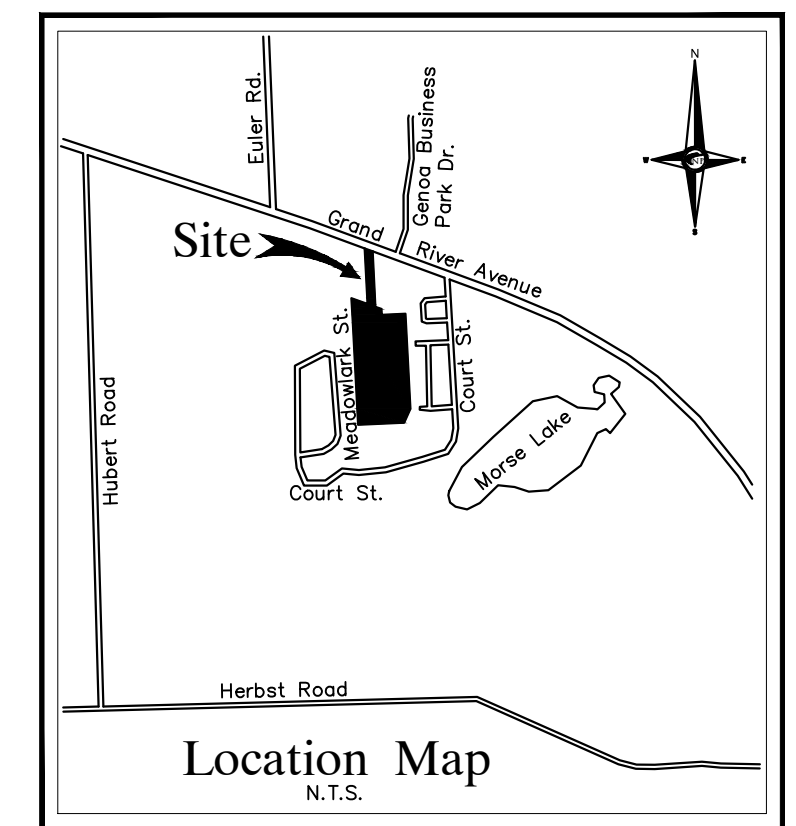 N
Euler Rd.
Genoa Business
Park Dr.
W
E
S
Grand
River Avenue
Site
Meadowlark St.
Court St.
Hubert Road
Morse Lake
Court St.
Herbst Road
Location Map
N.T.S.